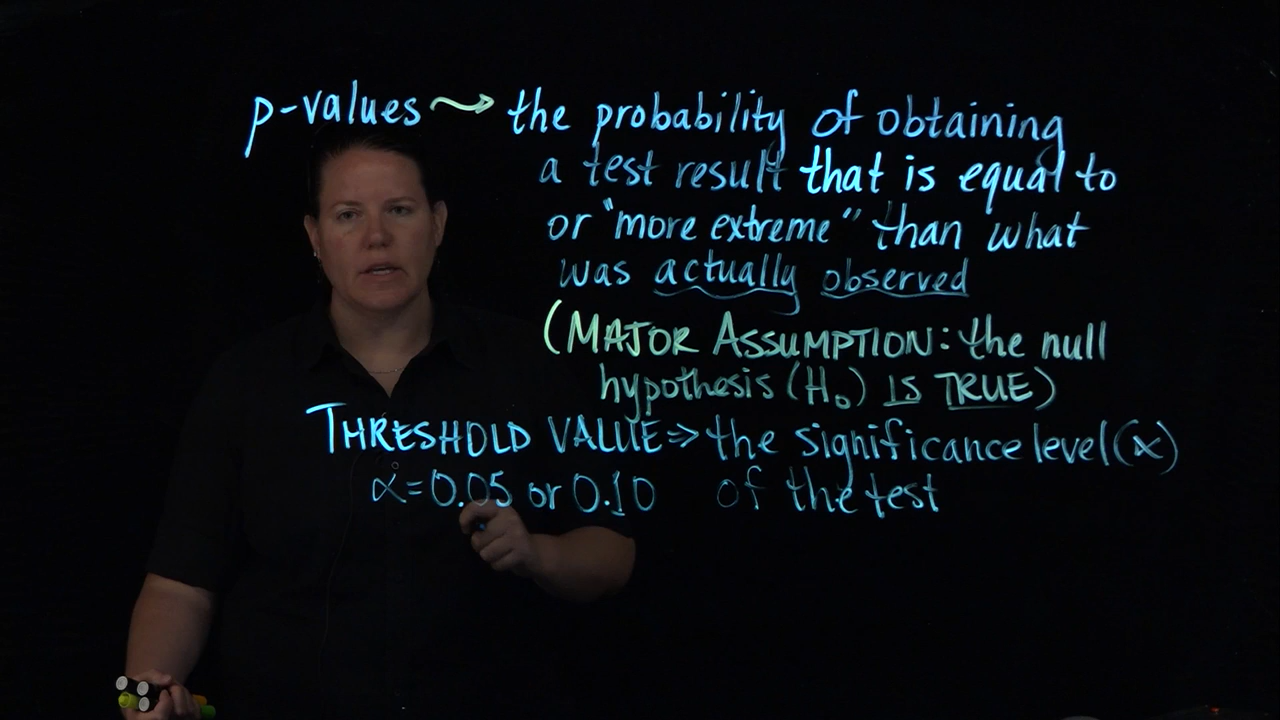 p-values ~> the probability of obtaining
a test result that is equal to
or "more extreme" than what
was actually observed
(MAJOR ASSUMPTION: the null
hypothesis (H₀) IS TRUE)
THRESHOLD VALUE => the significance level (α)
α = 0.05 or 0.10 of the test